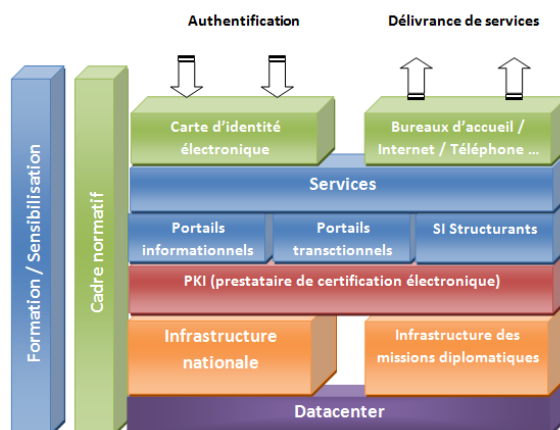 Authentification
Délivrance de services
Formation / Sensibilisation
Cadre normatif
Carte d'identité
électronique
Bureaux d'accueil /
Internet / Téléphone ...
Services
Portails
informationnels
Portails
transctionnels
SI Structurants
PKI (prestataire de certification électronique)
Infrastructure
nationale
Infrastructure des
missions diplomatiques
Datacenter